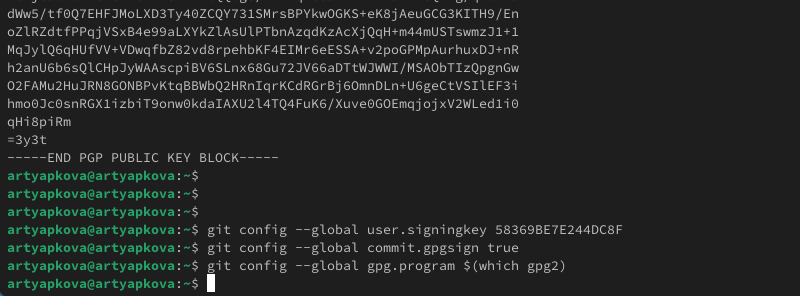 dWw5/tf0Q7EHFJMoLXD3Ty40ZCQY731SMrsBPYkwOGKS+eK8jAeuGCG3KITH9/En
oZlRZdtfPPqjVSxB4e99aLXYkZlAsUlPTbnAzqdKzAcXjQqH+m44mUSTswmzJ1+1
MqJylQ6qHUfVV+VDwqfbZ82vd8rpehbKF4EIMr6eESSA+v2poGPMpAurhuxDJ+nR
h2anU6b6sQlCHpJyWAAscpiBV6SLnx68Gu72JV66aDTtWJWWI/MSAObTIzQpgnGw
O2FAMu2HuJRN8GONBPvKtqBBWbQ2HRnIqrKCdRGrBj6OmnDLn+U6geCtVSIlEF3i
hmo0Jc0snRGX1izbiT9onw0kdaIAXU2l4TQ4FuK6/Xuve0GOEmqjojxV2WLed1i0
qHi8piRm
=3y3t
-----END PGP PUBLIC KEY BLOCK-----
artyapkova@artyapkova:~$
artyapkova@artyapkova:~$
artyapkova@artyapkova:~$
artyapkova@artyapkova:~$ git config --global user.signingkey 58369BE7E244DC8F
artyapkova@artyapkova:~$ git config --global commit.gpgsign true
artyapkova@artyapkova:~$ git config --global gpg.program $(which gpg2)
artyapkova@artyapkova:~$